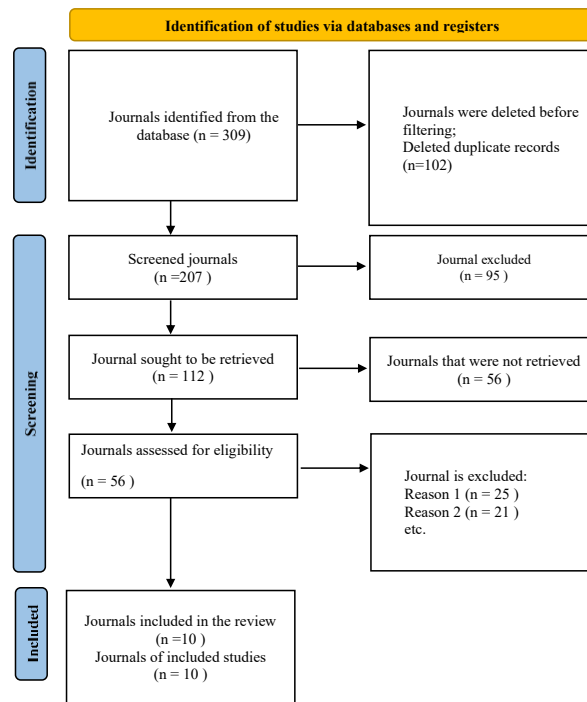 Identification of studies via databases and registers
Identification
Journals identified from the
database (n = 309)
Journals were deleted before
filtering;
Deleted duplicate records
(n=102)
Screening
Screened journals
(n =207 )
Journal excluded
(n = 95 )
Journal sought to be retrieved
(n = 112 )
Journals that were not retrieved
(n = 56 )
Journals assessed for eligibility
(n = 56 )
Journal is excluded:
Reason 1 (n = 25 )
Reason 2 (n = 21 )
etc.
Included
Journals included in the review
(n =10 )
Journals of included studies
(n = 10 )